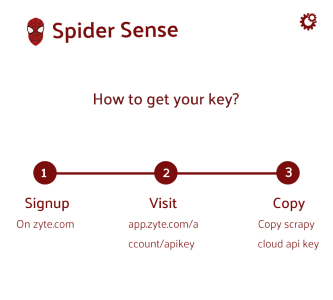 Spider Sense
How to get your key?
1 2 3
Signup Visit Copy
On zyte.com app.zyte.com/a Copy scrapy
ccount/apikey cloud api key